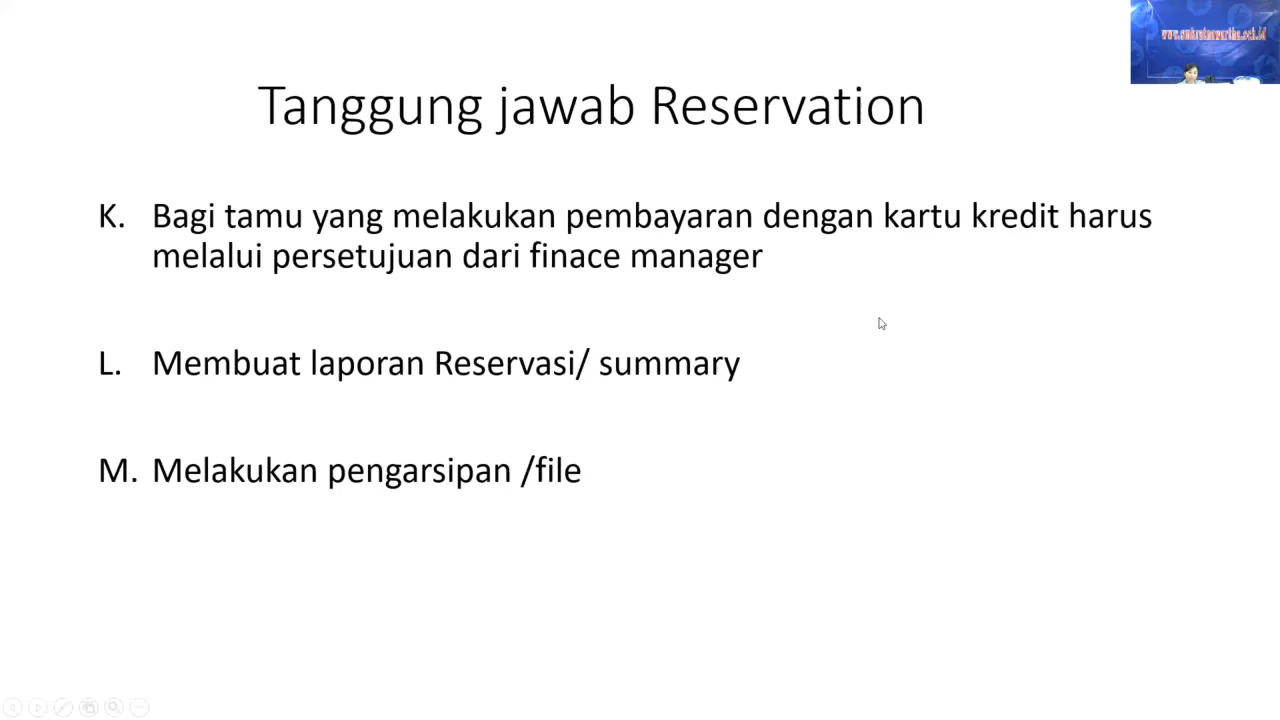 Tanggung jawab Reservation
K. Bagi tamu yang melakukan pembayaran dengan kartu kredit harus
melalui persetujuan dari finace manager
L. Membuat laporan Reservasi/ summary
M. Melakukan pengarsipan /file